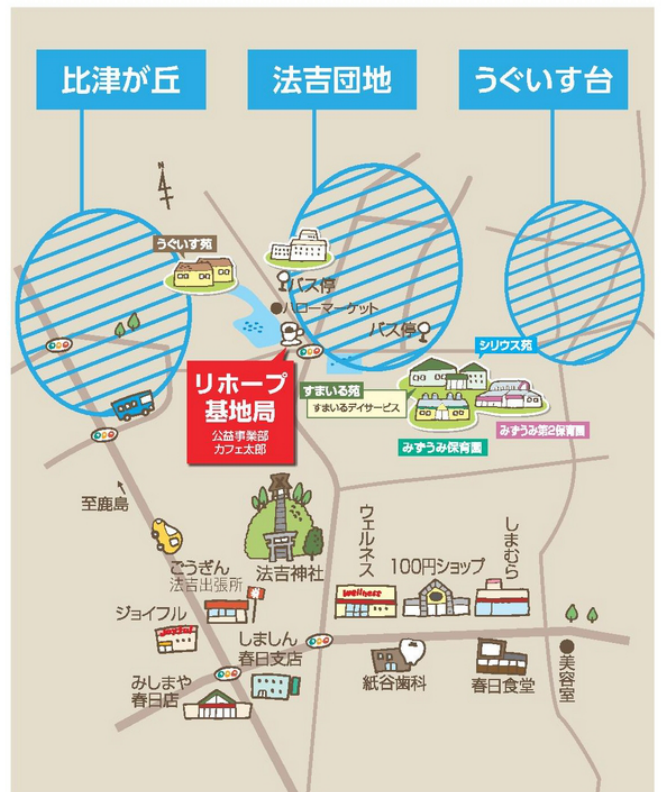 比津が丘
法吉団地
うぐいす台
N
うぐいす苑
バス停
●ハローマーケット
バス停
シリウス苑
リホープ
基地局
公益事業部
カフェ太郎
すまいる苑
すまいるデイサービス
みずうみ第2保育園
みずうみ保育園
至鹿島
ごうぎん
法吉出張所
法吉神社
ウェルネス
wellness
100円ショップ
しまむら
ジョイフル
しましん
春日支店
みしまや
春日店
紙谷歯科
春日食堂
●美容室